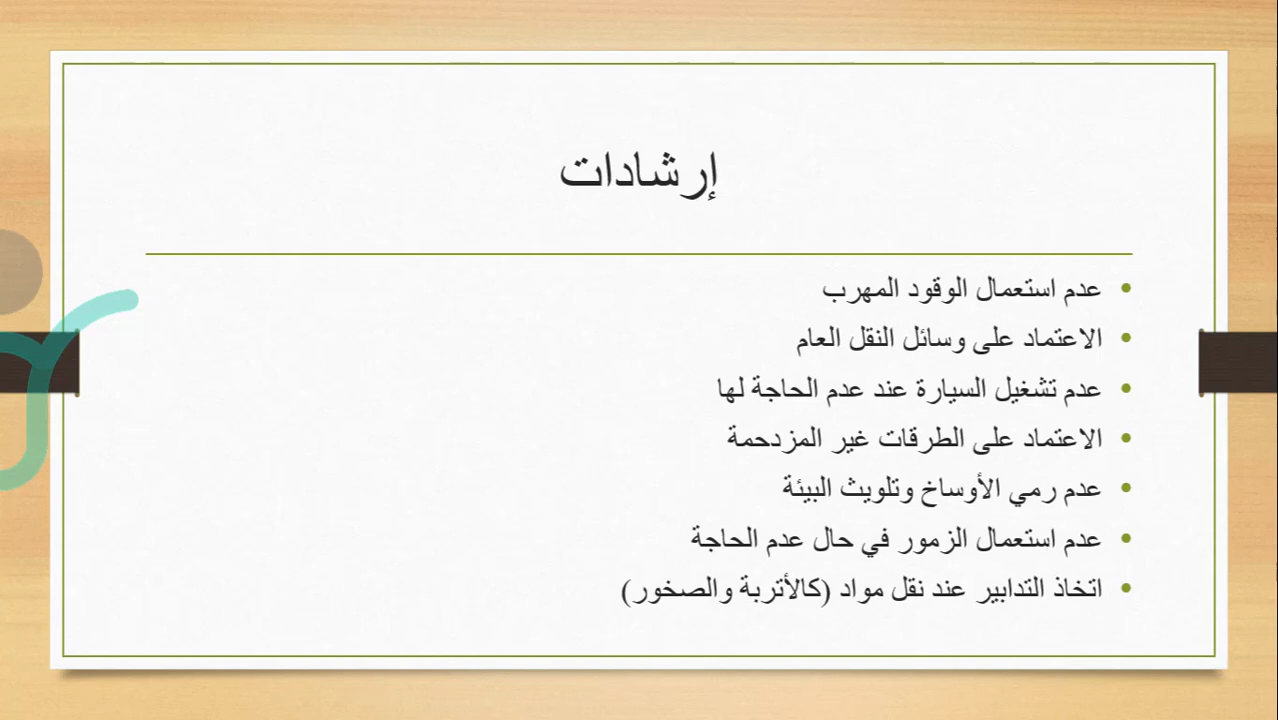 إرشادات
• عدم استعمال الوقود المهرب
• الاعتماد على وسائل النقل العام
• عدم تشغيل السيارة عند عدم الحاجة لها
• الاعتماد على الطرقات غير المزدحمة
• عدم رمي الأوساخ وتلويث البيئة
• عدم استعمال الزمور في حال عدم الحاجة
• اتخاذ التدابير عند نقل مواد (كالأتربة والصخور)